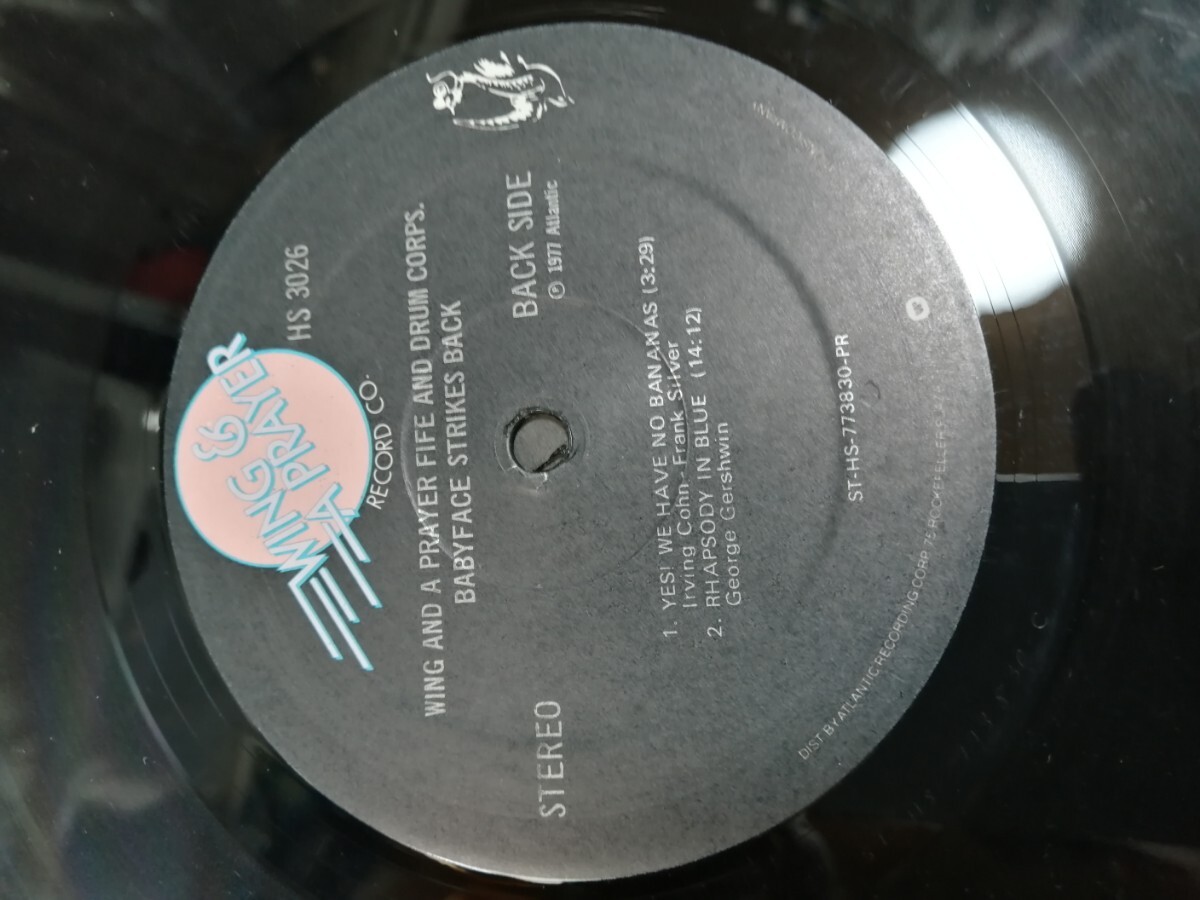 WING &
A PRAYER
RECORD CO.
HS 3026
WING AND A PRAYER FIFE AND DRUM CORPS.
BABYFACE STRIKES BACK
STEREO
BACK SIDE
℗ 1977 Atlantic
1. YES! WE HAVE NO BANANAS (3:29)
Irving Cohn - Frank Silver
2. RHAPSODY IN BLUE (14:12)
George Gershwin
ST-HS-773830-PR
DIST BY ATLANTIC RECORDING CORP 75 ROCKEFELLER